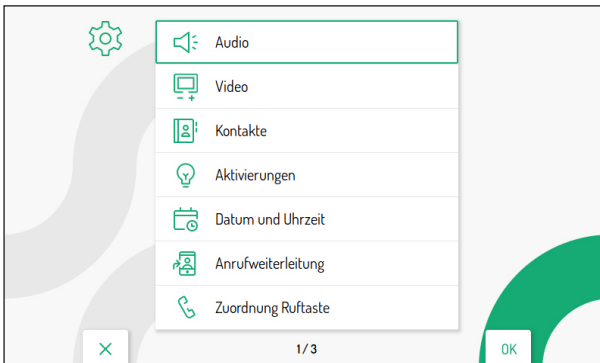 Audio
Video
Kontakte
Aktivierungen
Datum und Uhrzeit
Anrufweiterleitung
Zuordnung Ruftaste
1/3
OK